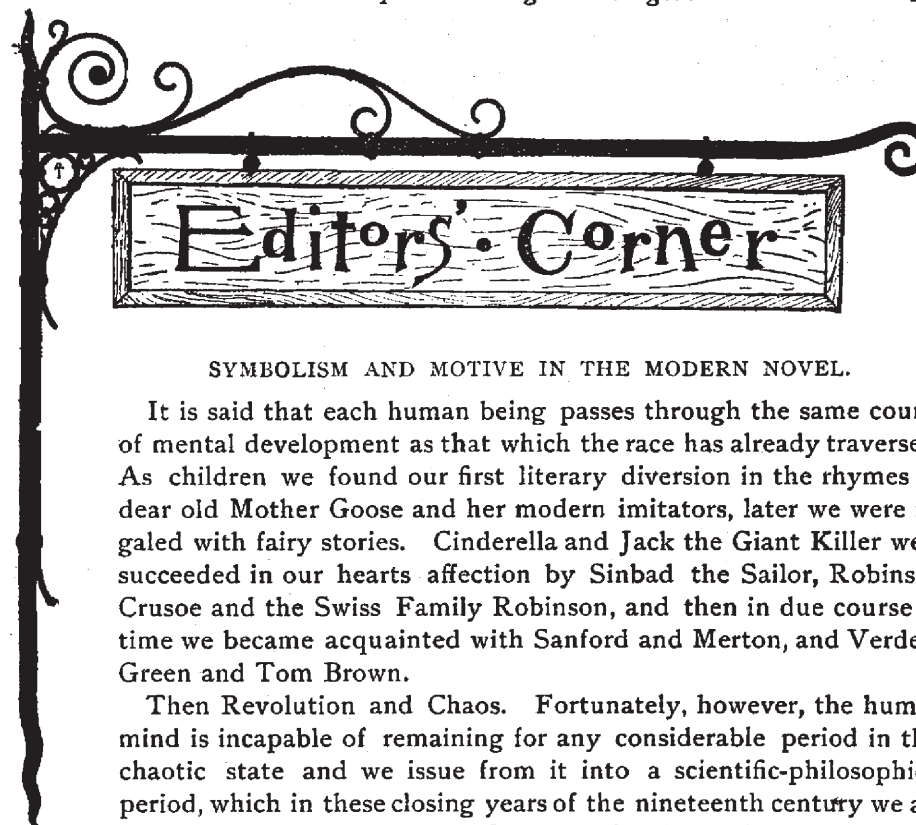 Editors' · Corner
SYMBOLISM AND MOTIVE IN THE MODERN NOVEL.
It is said that each human being passes through the same cour
of mental development as that which the race has already traverse
As children we found our first literary diversion in the rhymes
dear old Mother Goose and her modern imitators, later we were
galed with fairy stories. Cinderella and Jack the Giant Killer we
succeeded in our hearts affection by Sinbad the Sailor, Robins
Crusoe and the Swiss Family Robinson, and then in due course
time we became acquainted with Sanford and Merton, and Verde
Green and Tom Brown.
Then Revolution and Chaos. Fortunately, however, the hum
mind is incapable of remaining for any considerable period in th
chaotic state and we issue from it into a scientific-philosophi
period, which in these closing years of the nineteenth century we a